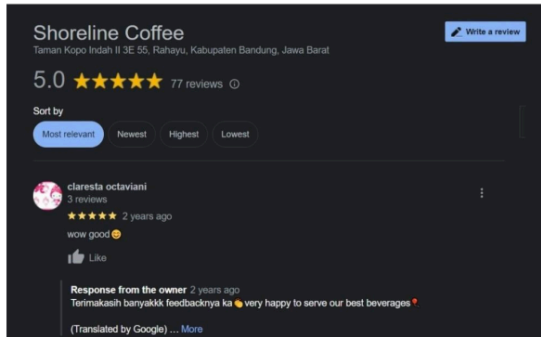 Shoreline Coffee
Write a review
Taman Kopo Indah II 3E 55, Rahayu, Kabupaten Bandung, Jawa Barat
5.0 77 reviews
Sort by
Most relevant Newest Highest Lowest
claresta octaviani
3 reviews
2 years ago
wow good😊
Like
Response from the owner 2 years ago
Terimakasih banyakkk feedbacknya ka👏very happy to serve our best beverages🎈
(Translated by Google) ... More